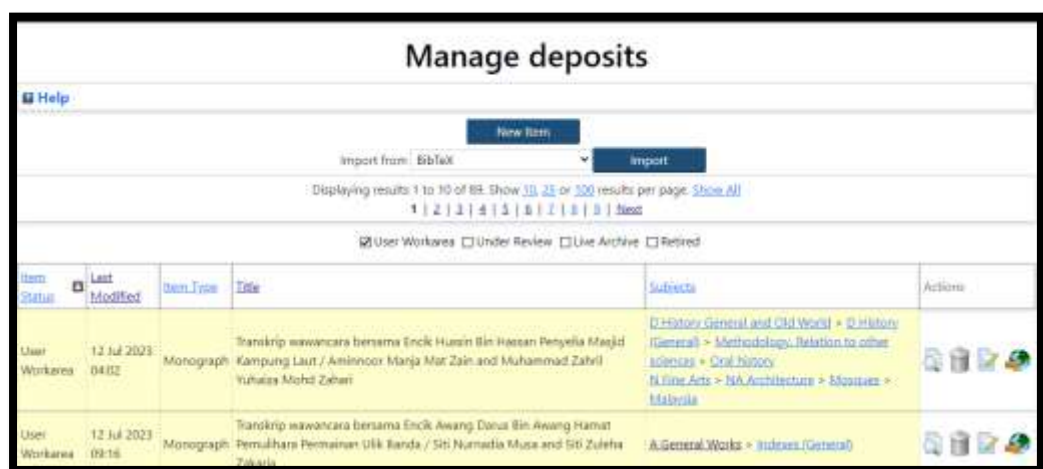 Manage deposits
Help
New Item
Import from BibTeX Import
Displaying results 1 to 10 of 89. Show 10, 25 or 100 results per page. Show All
1 | 2 | 3 | 4 | 5 | 6 | 7 | 8 | 9 | Next
User Workarea Under Review Live Archive Retired
Item Status Last Modified Item Type Title Subjects Actions
D History General and Old World > D History
User Workarea 12 Jul 2023 04:02 Monograph Transkrip wawancara bersama Encik Hussin Bin Hassan Penyelia Masjid (General) > Methodology. Relation to other
Kampung Laut / Aminnoor Manja Mat Zain and Muhammad Zahril sciences > Oral history
Yuhaiza Mohd Zahari N Fine Arts > NA Architecture > Mosques >
Malaysia
User Workarea 12 Jul 2023 09:16 Monograph Transkrip wawancara bersama Encik Awang Darus Bin Awang Hamat
Pemulihara Permainan Ulik Banda / Siti Nurnadia Musa and Siti Zuleha A General Works > Indexes (General)
Zakaria